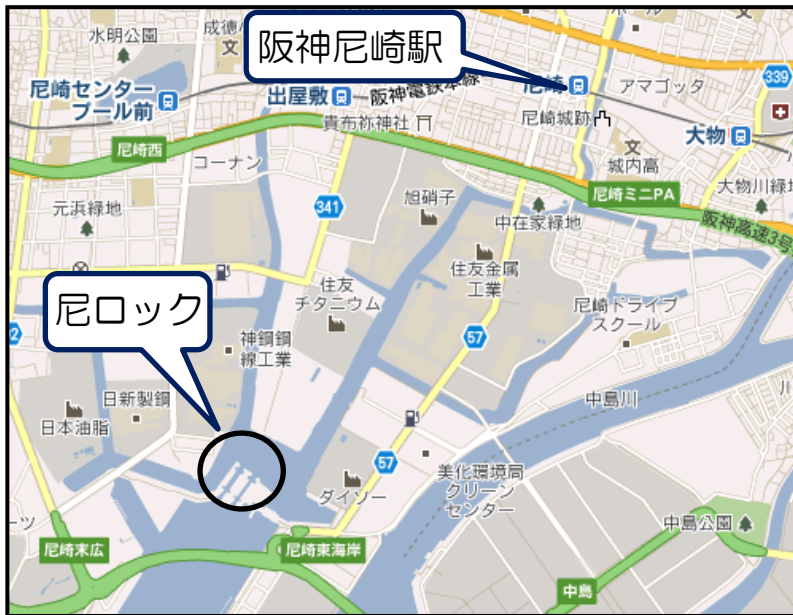 水明公園
成徳
阪神尼崎駅
尼崎
アマゴッタ
339
尼崎センター
プール前
出屋敷
阪神電鉄本線
貴布祢神社
尼崎城跡
大物
尼崎西
コーナン
城内高
尼崎ミニPA
大物川緑地
元浜緑地
341
旭硝子
中在家緑地
阪神高速3号
住友
チタニウム
住友金属
工業
尼崎ドライブ
スクール
尼ロック
2
神鋼鋼
線工業
57
日新製鋼
日本油脂
中島川
川
57
ダイソー
美化環境局
クリーン
センター
中島公園
ーツ
尼崎末広
尼崎東海岸
中島